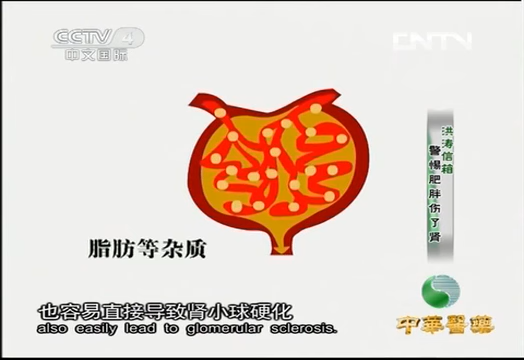 CCTV 4
中文国际
CNTV
洪涛信箱
警惕肥胖伤了肾
脂肪等杂质
也容易直接导致肾小球硬化
also easily lead to glomerular sclerosis.
中華醫藥